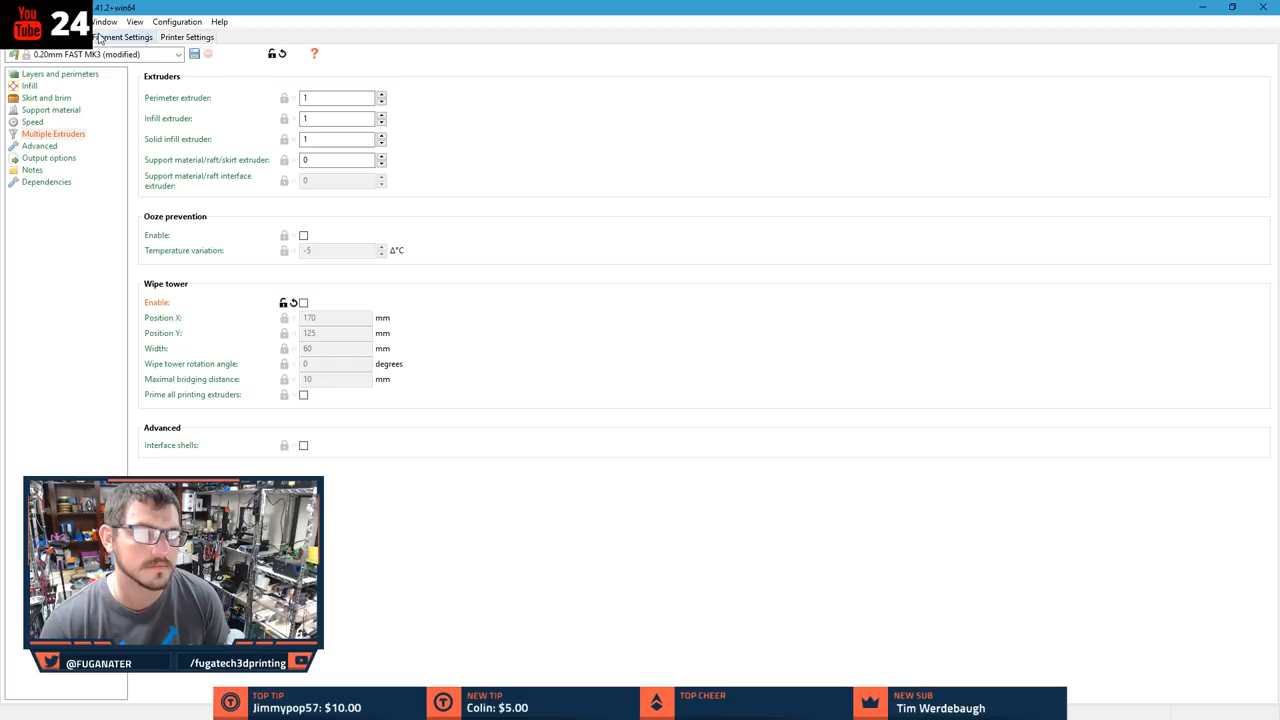 You Tube 24
.41.2+win64
Window View Configuration Help
Filament Settings Printer Settings
0.20mm FAST MK3 (modified)
?
Layers and perimeters
Infill
Skirt and brim
Support material
Speed
Multiple Extruders
Advanced
Output options
Notes
Dependencies
Extruders
Perimeter extruder: 1
Infill extruder: 1
Solid infill extruder: 1
Support material/raft/skirt extruder: 0
Support material/raft interface
extruder: 0
Ooze prevention
Enable:
Temperature variation: -5 Δ°C
Wipe tower
Enable:
Position X: 170 mm
Position Y: 125 mm
Width: 60 mm
Wipe tower rotation angle: 0 degrees
Maximal bridging distance: 10 mm
Prime all printing extruders:
Advanced
Interface shells:
@FUGANATER /fugatech3dprinting
TOP TIP
Jimmypop57: $10.00
NEW TIP
Colin: $5.00
TOP CHEER
NEW SUB
Tim Werdebaugh